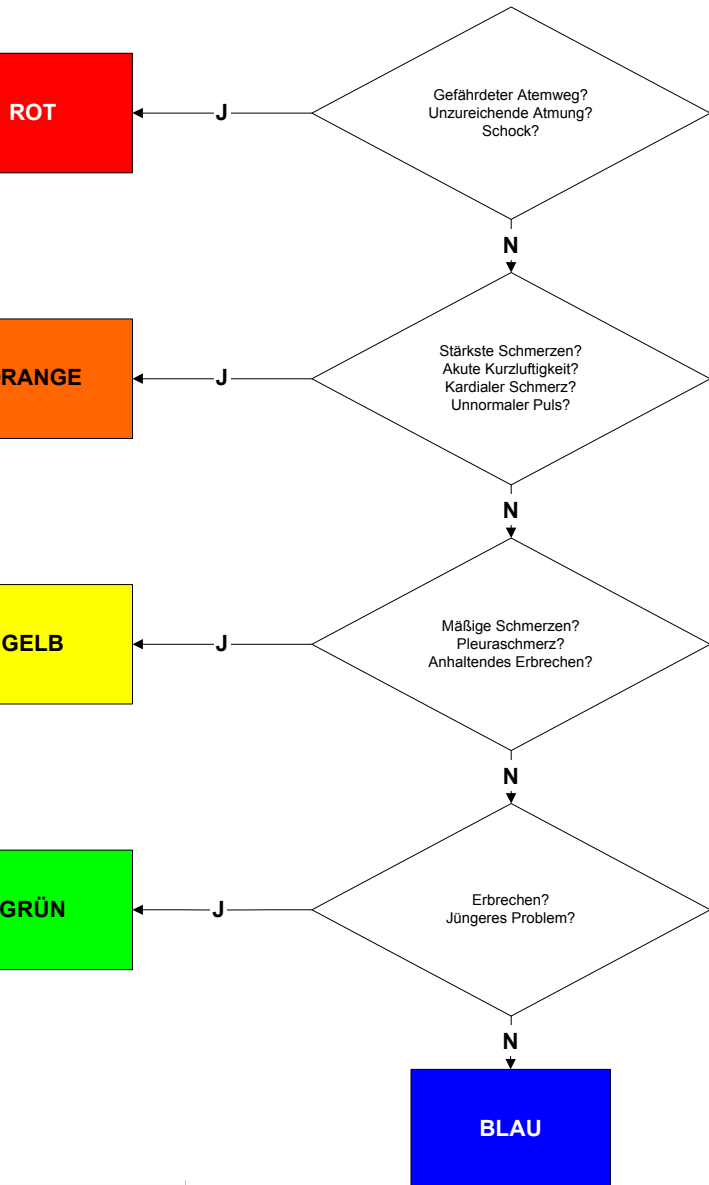 Gefährdeter Atemweg?
Unzureichende Atmung?
Schock?
J
ROT
N
Stärkste Schmerzen?
Akute Kurzluftigkeit?
Kardialer Schmerz?
Unnormaler Puls?
J
RANGE
N
Mäßige Schmerzen?
Pleuraschmerz?
Anhaltendes Erbrechen?
J
GELB
N
Erbrechen?
Jüngeres Problem?
J
GRÜN
N
BLAU